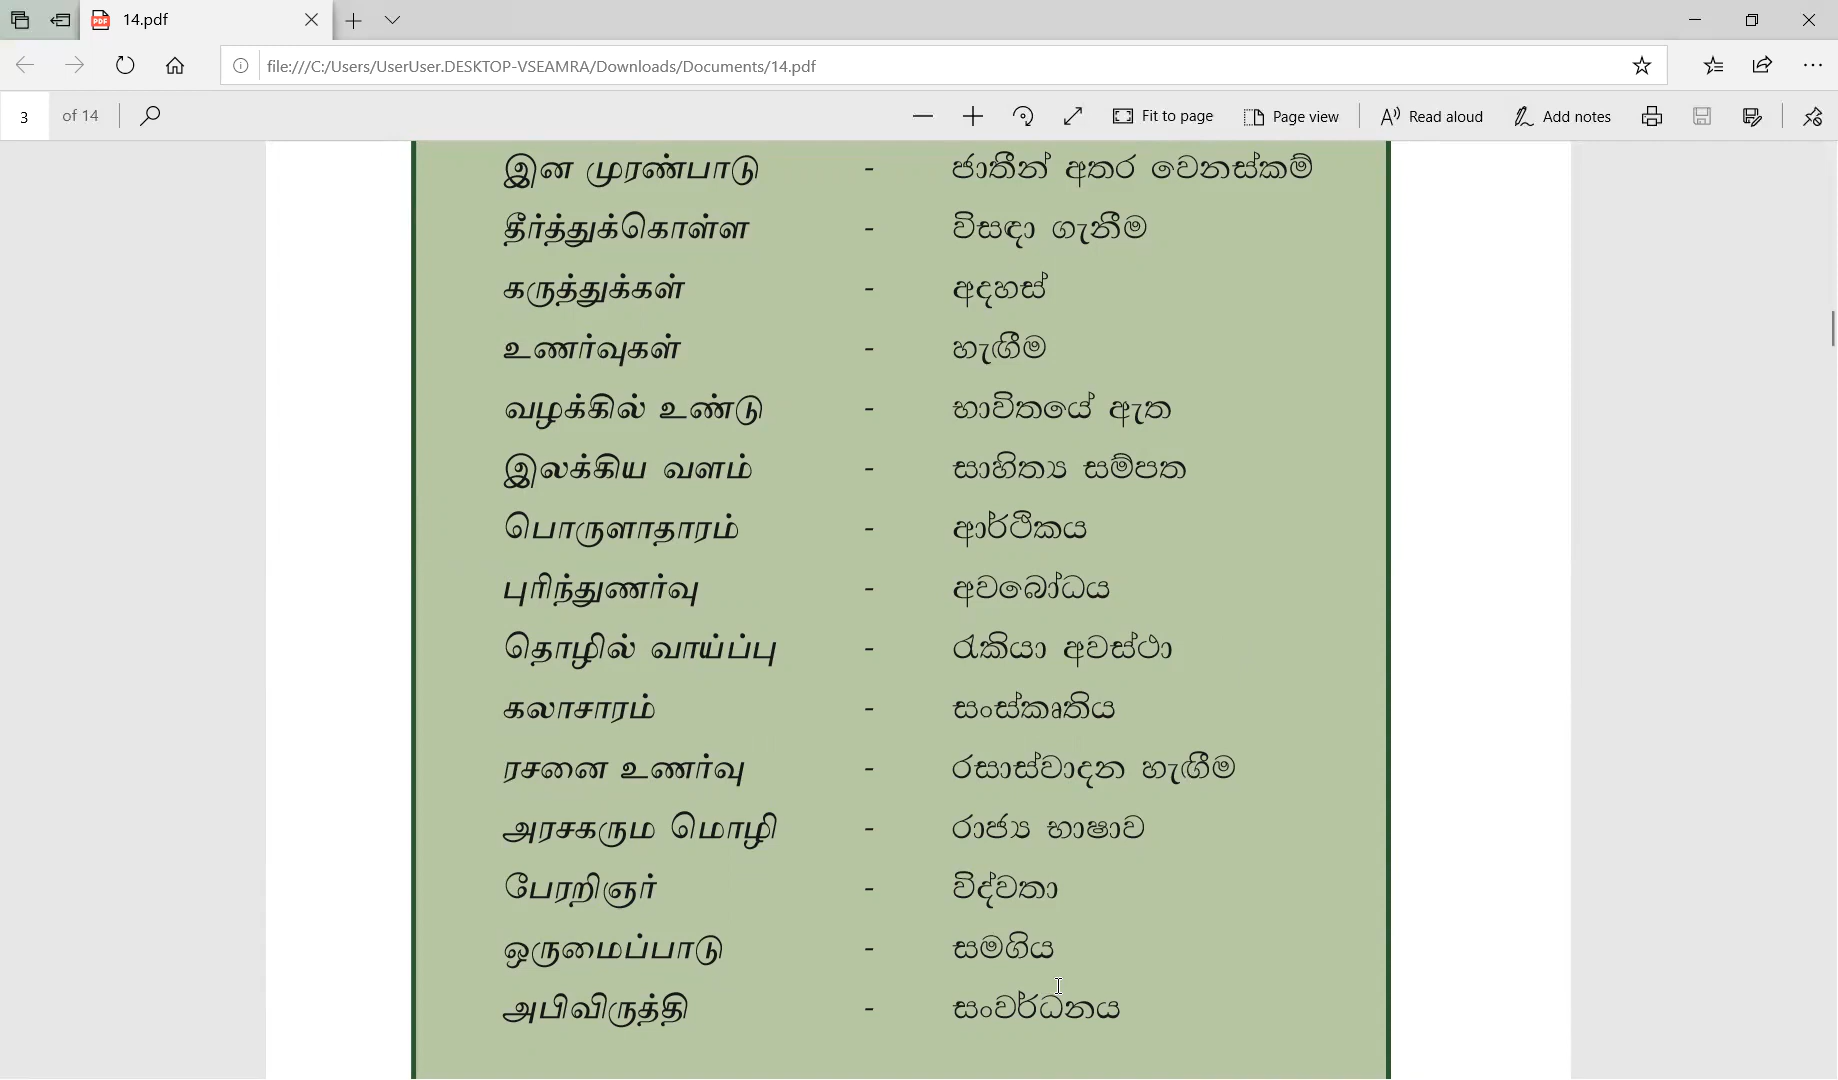 14.pdf
file:///C:/Users/UserUser.DESKTOP-VSEAMRA/Downloads/Documents/14.pdf
3 of 14 Fit to page Page view Read aloud Add notes
இன முரண்பாடு - ජාතීන් අතර වෙනස්කම්
தீர்த்துக்கொள்ள - විසඳා ගැනීම
கருத்துக்கள் - අදහස්
உணர்வுகள் - හැඟීම
வழக்கில் உண்டு - භාවිතයේ ඇත
இலக்கிய வளம் - සාහිත්‍ය සම්පත
பொருளாதாரம் - ආර්ථිකය
புரிந்துணர்வு - අවබෝධය
தொழில் வாய்ப்பு - රැකියා අවස්ථා
கலாசாரம் - සංස්කෘතිය
ரசனை உணர்வு - රසාස්වාදන හැඟීම
அரசகரும மொழி - රාජ්‍ය භාෂාව
பேரறிஞர் - විද්වතා
ஒருமைப்பாடு - සමගිය
அபிவிருத்தி - සංවර්ධනය